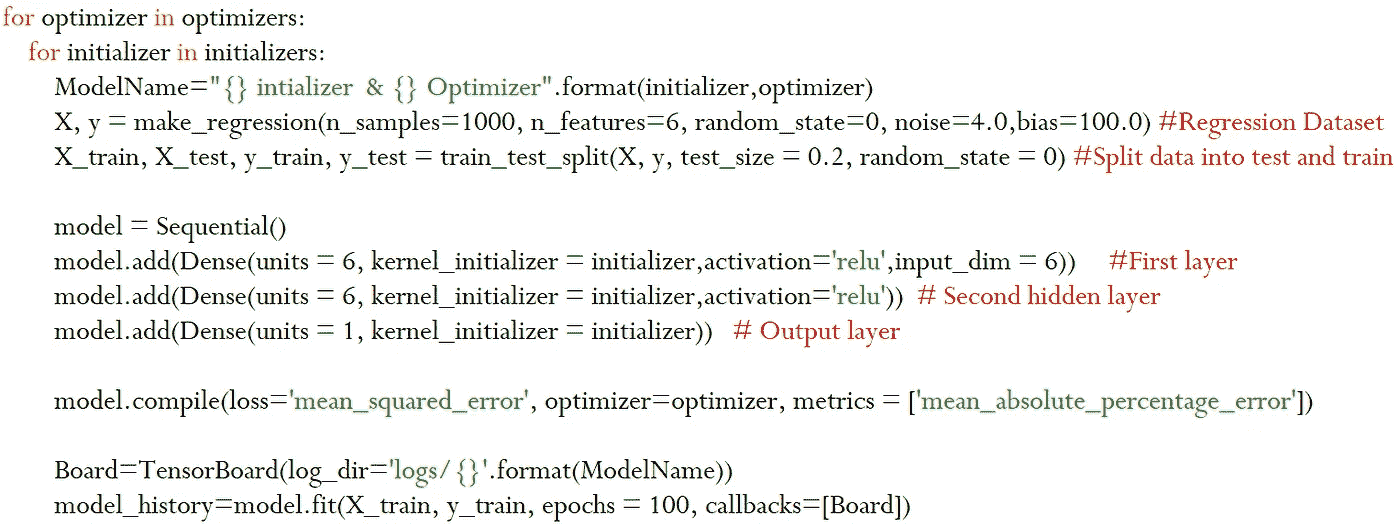 for optimizer in optimizers:
for initializer in initializers:
ModelName="{} intializer & {} Optimizer".format(initializer,optimizer)
X, y = make_regression(n_samples=1000, n_features=6, random_state=0, noise=4.0,bias=100.0) #Regression Dataset
X_train, X_test, y_train, y_test = train_test_split(X, y, test_size = 0.2, random_state = 0) #Split data into test and train
model = Sequential()
model.add(Dense(units = 6, kernel_initializer = initializer,activation='relu',input_dim = 6)) #First layer
model.add(Dense(units = 6, kernel_initializer = initializer,activation='relu')) # Second hidden layer
model.add(Dense(units = 1, kernel_initializer = initializer)) # Output layer
model.compile(loss='mean_squared_error', optimizer=optimizer, metrics = ['mean_absolute_percentage_error'])
Board=TensorBoard(log_dir='logs/{}'.format(ModelName))
model_history=model.fit(X_train, y_train, epochs = 100, callbacks=[Board])